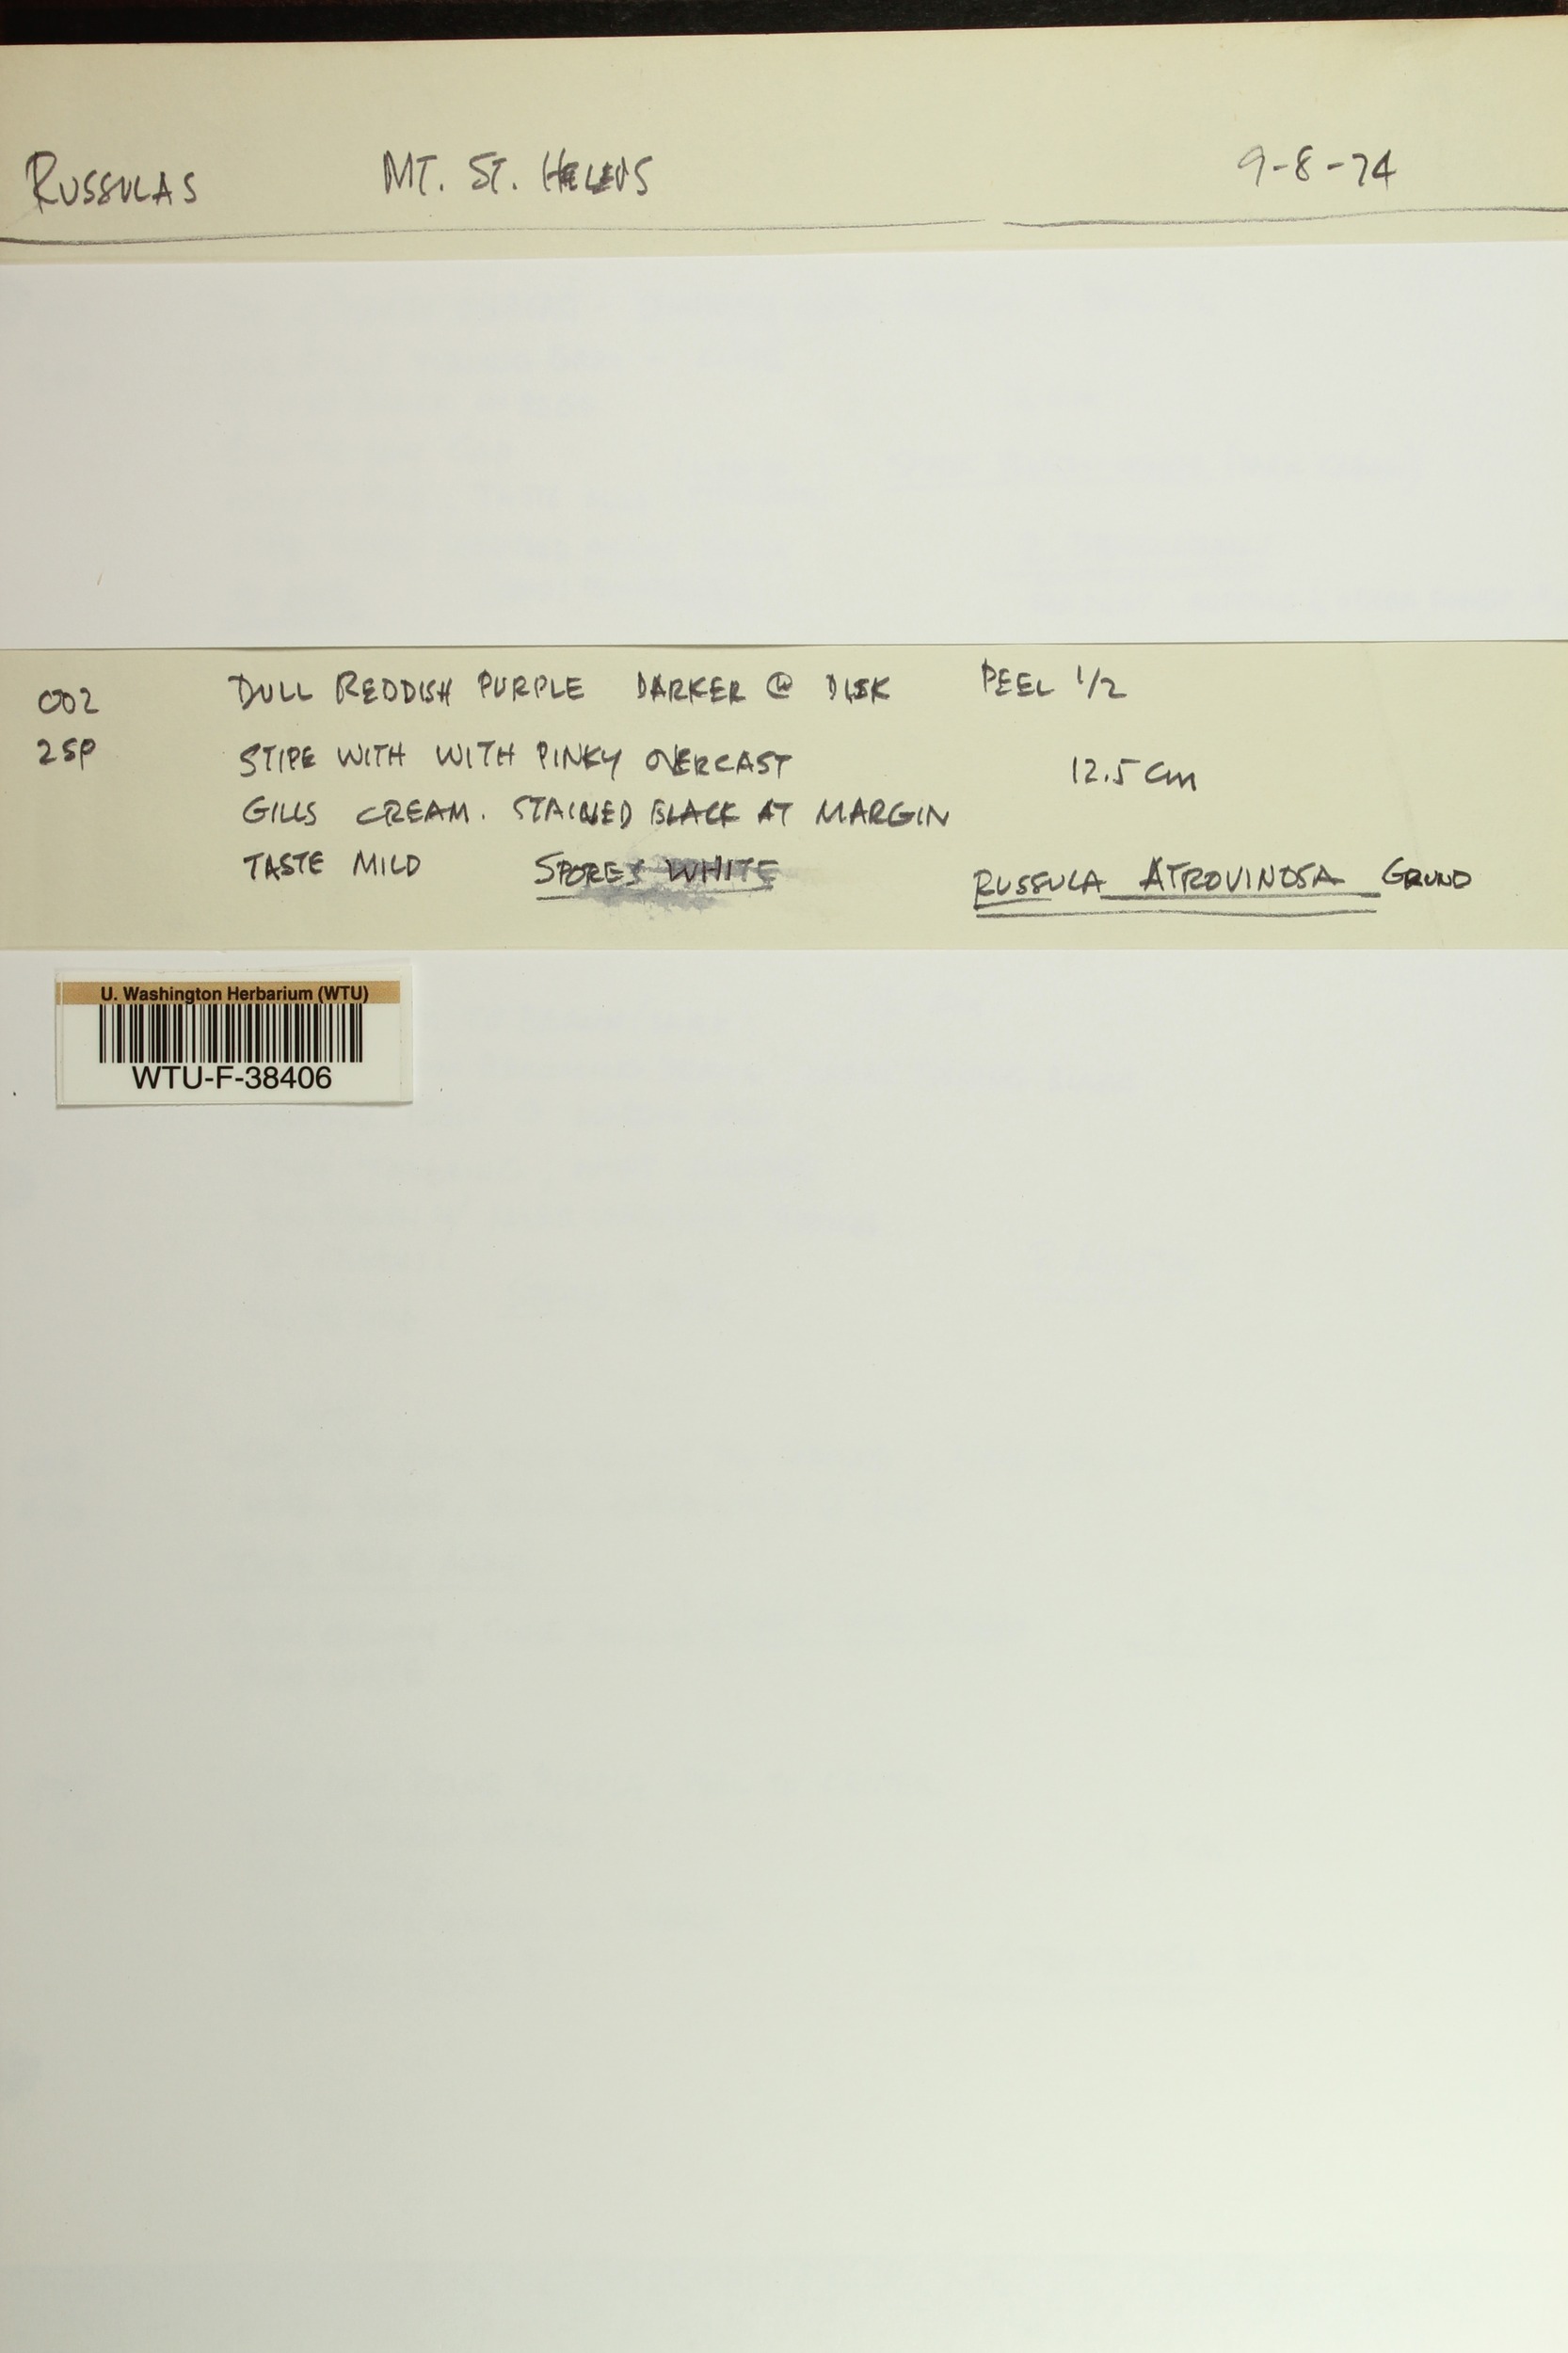 RUSSULAS MT. ST. HELENS 9-8-74
002 DULL REDDISH PURPLE DARKER @ DISK PEEL 1/2
2SP STIPE WITH WITH PINKY OVERCAST 12.5 cm
GILLS CREAM. STAINED BLACK AT MARGIN
TASTE MILD SPORES WHITE RUSSULA ATROVINOSA GRUND
U. Washington Herbarium (WTU)
WTU-F-38406